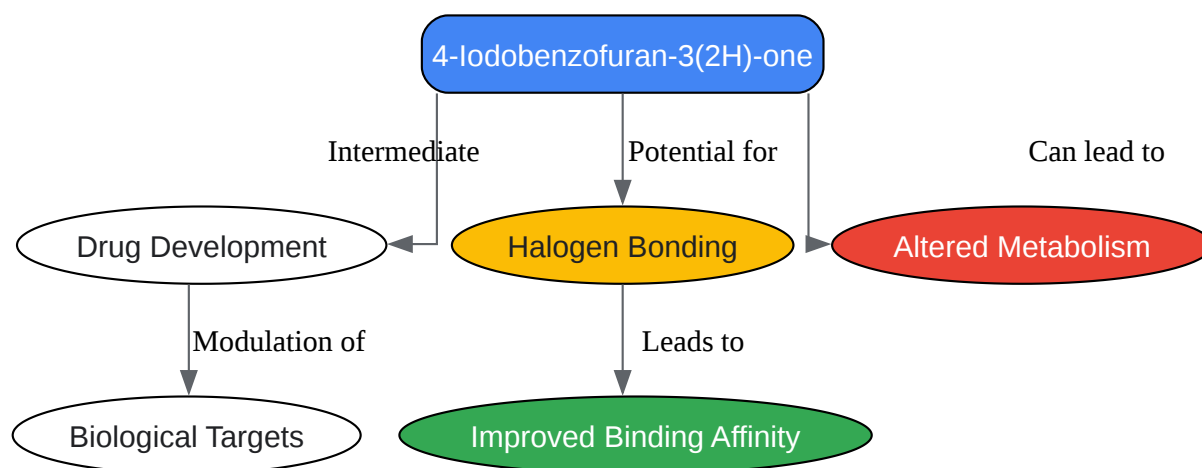 4-Iodobenzofuran-3(2H)-one
Intermediate
Potential for
Can lead to
Drug Development
Halogen Bonding
Altered Metabolism
Modulation of
Leads to
Biological Targets
Improved Binding Affinity